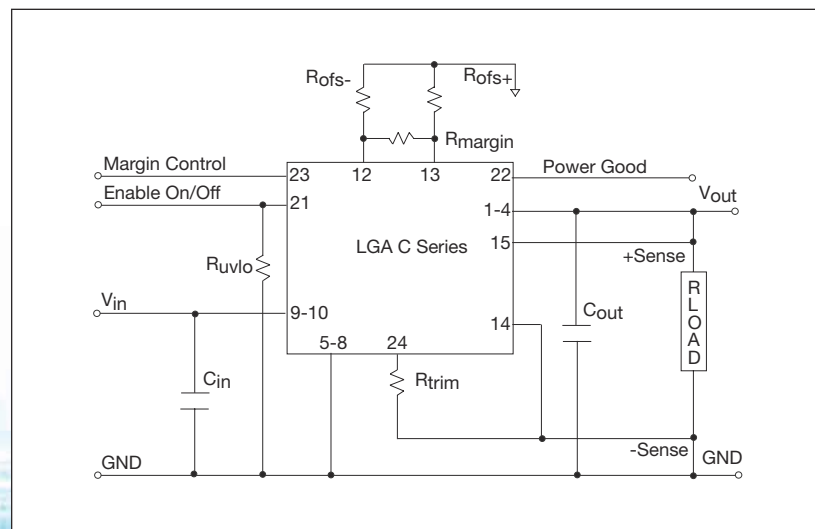 Rofs-
Rofs+
Rmargin
Margin Control
23
12
13
22
Power Good
Enable On/Off
21
1-4
Vout
LGA C Series
15
+Sense
Ruvlo
Vin
9-10
Cout
RLOAD
14
5-8
24
Cin
Rtrim
-Sense
GND
GND